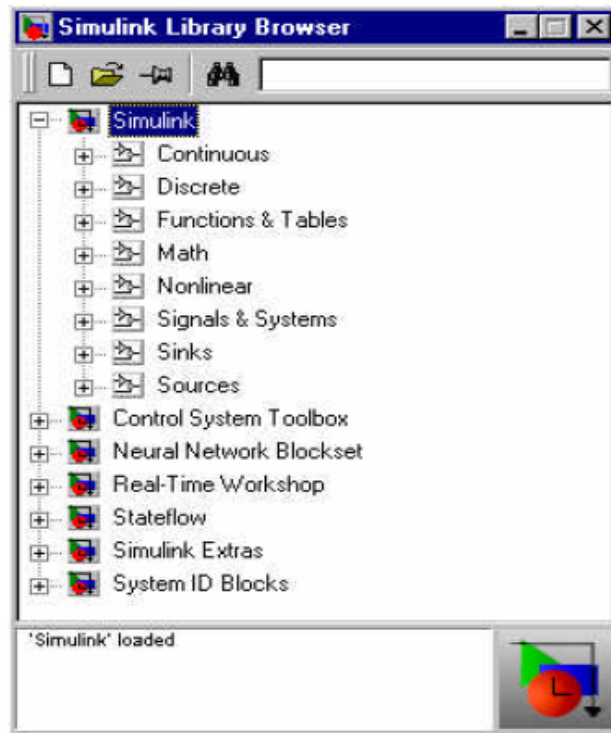 Simulink Library Browser
Simulink
Continuous
Discrete
Functions & Tables
Math
Nonlinear
Signals & Systems
Sinks
Sources
Control System Toolbox
Neural Network Blockset
Real-Time Workshop
Stateflow
Simulink Extras
System ID Blocks
'Simulink' loaded